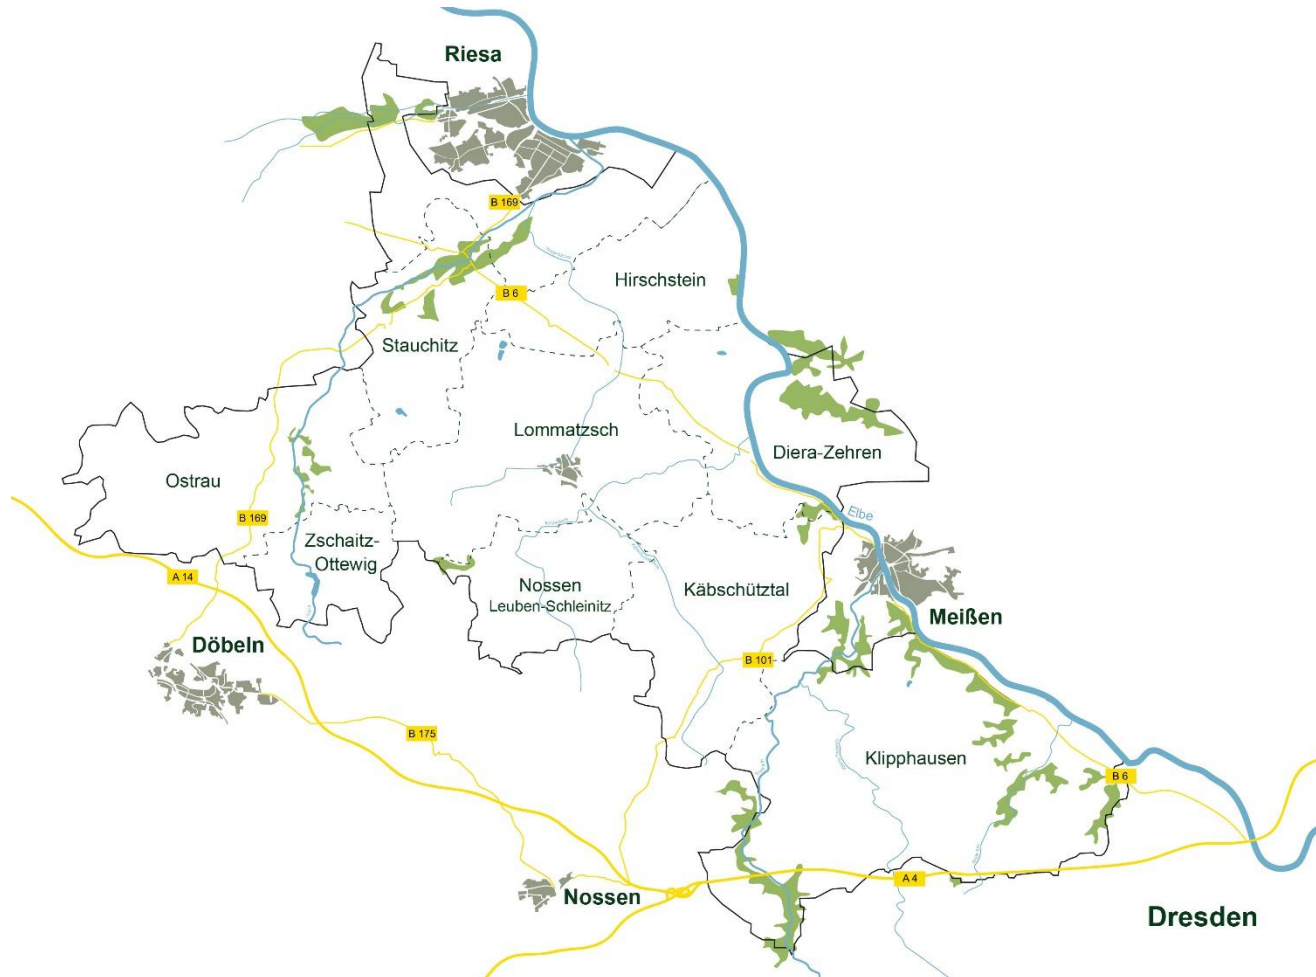 Riesa
B 169
Hirschstein
B 6
Stauchitz
Lommatzsch
Diera-Zehren
Ostrau
B 169
Elbe
Zschaitz-
Ottewig
A 14
Nossen
Leuben-Schleinitz
Käbschütztal
Meißen
Döbeln
B 101
B 175
Klipphausen
B 6
A 4
Nossen
Dresden